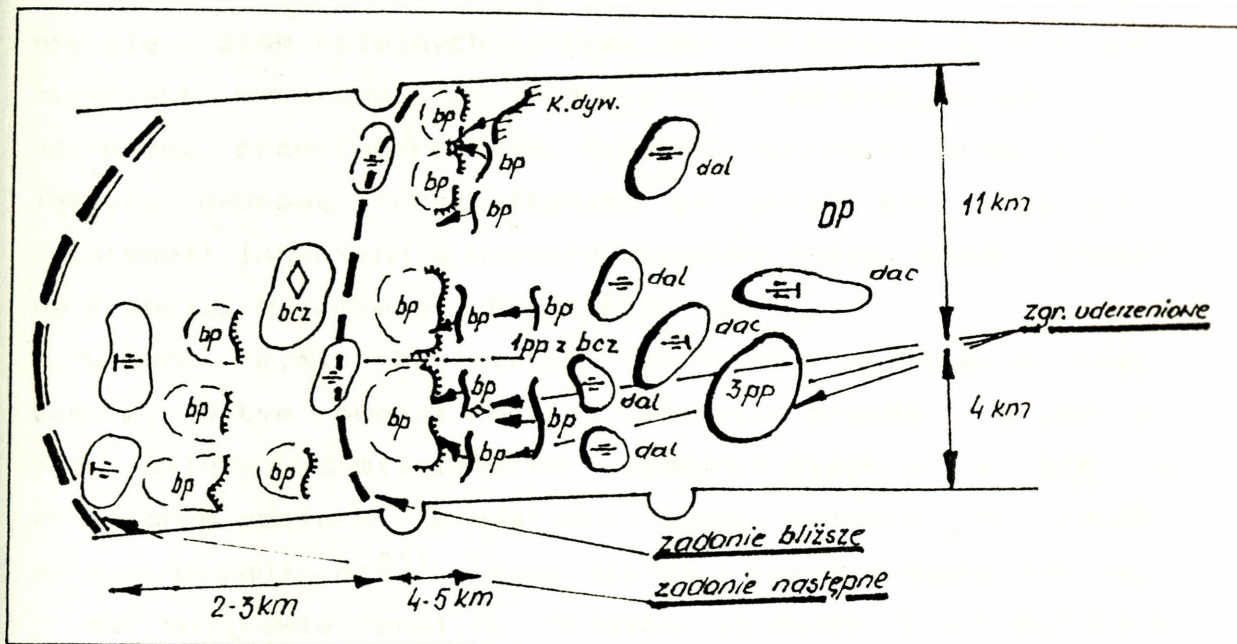 bp
K. dyw.
bp
bp
bp
dal
DP
11 km
bcz
bp
bp
bp
bp
dal
dac
zgr. uderzeniowe
1pp z bcz
dac
bp
bp
bp
bp
dal
3pp
4 km
bp
bp
bp
dal
zadanie bliższe
zadanie następne
2-3 km
4-5 km